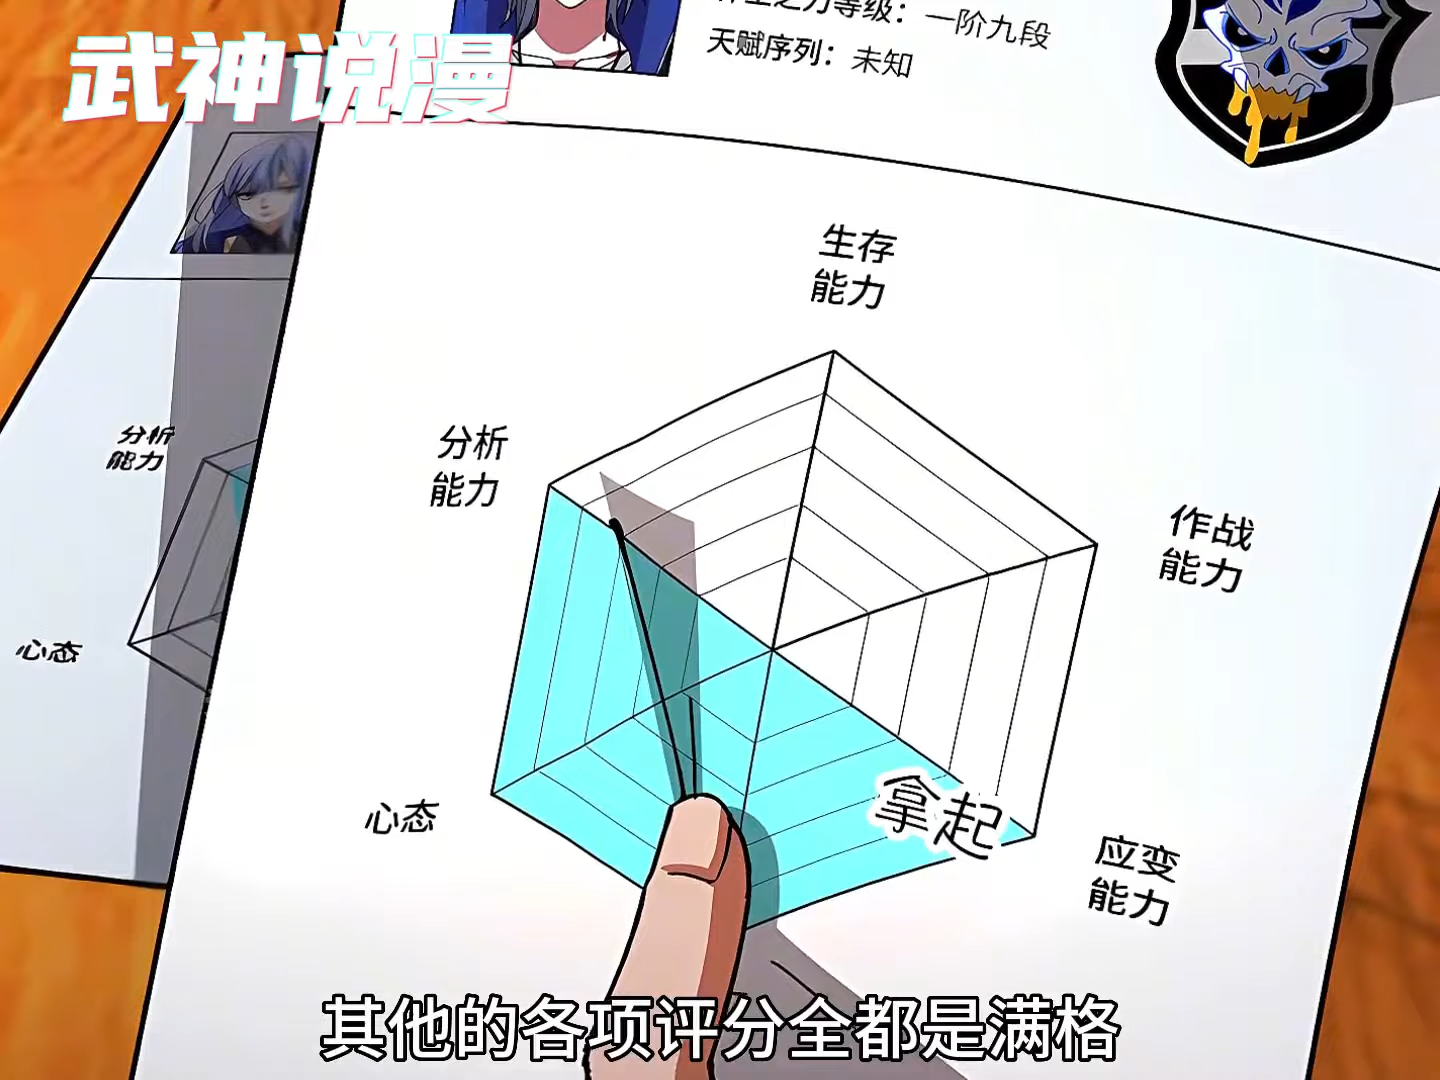 之力等级：一阶九段
天赋序列：未知
武神说漫
生存
能力
分析
能力
作战
能力
分析
能力
心态
心态
拿起
应变
能力
其他的各项评分全都是满格